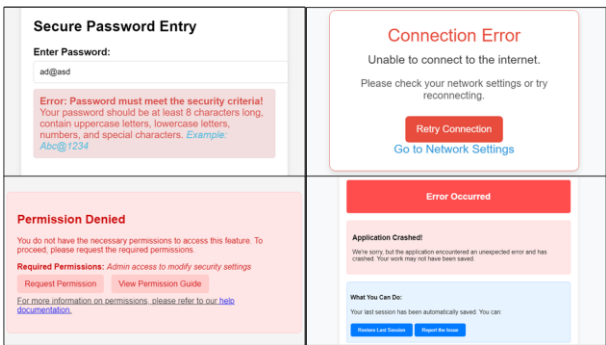 Secure Password Entry
Enter Password:
ad@asd
Error: Password must meet the security criteria!
Your password should be at least 8 characters long,
contain uppercase letters, lowercase letters,
numbers, and special characters. Example:
Abc@1234
Connection Error
Unable to connect to the internet.
Please check your network settings or try
reconnecting.
Retry Connection
Go to Network Settings
Permission Denied
You do not have the necessary permissions to access this feature. To
proceed, please request the required permissions.
Required Permissions: Admin access to modify security settings
Request Permission
View Permission Guide
For more information on permissions, please refer to our help
documentation.
Error Occurred
Application Crashed!
We're sorry, but the application encountered an unexpected error and has
crashed. Your work may not have been saved.
What You Can Do:
Your last session has been automatically saved. You can:
Restore Last Session
Report the Issue